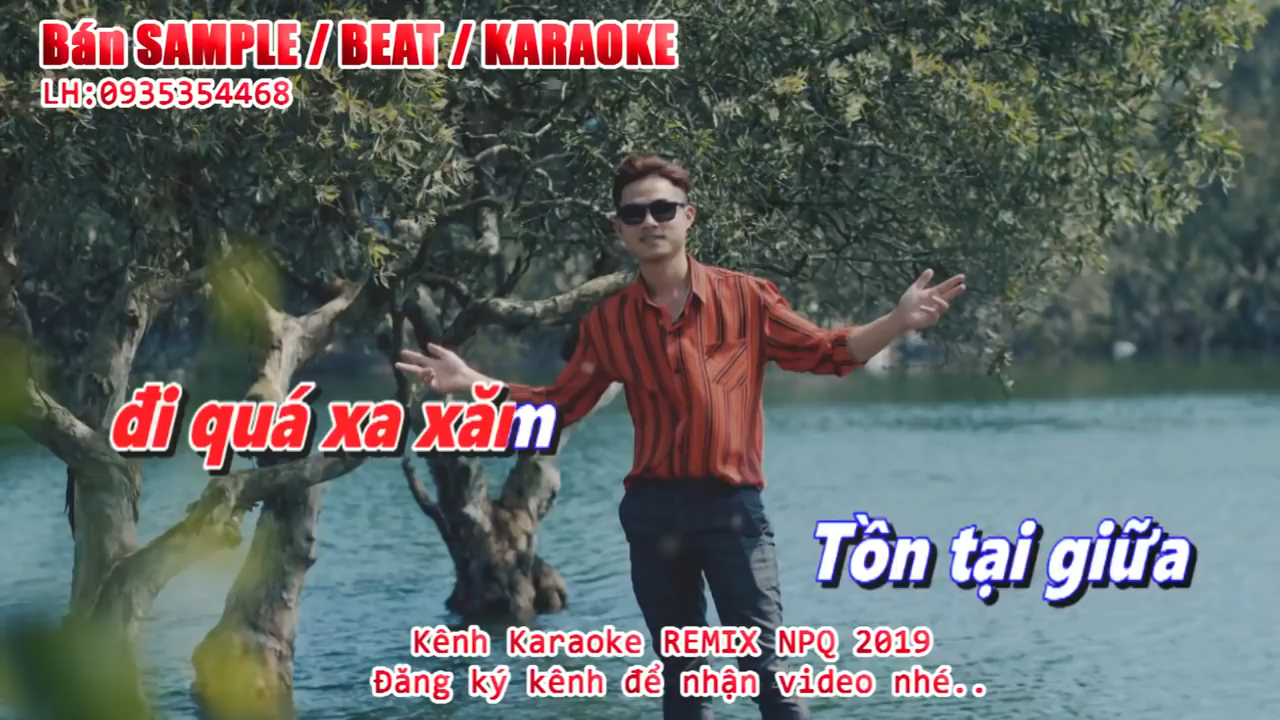 Bán SAMPLE / BEAT / KARAOKE
LH:0935354468
đi quá xa xăm
Tồn tại giữa
Kênh Karaoke REMIX NPQ 2019
Đăng ký kênh để nhận video nhé..